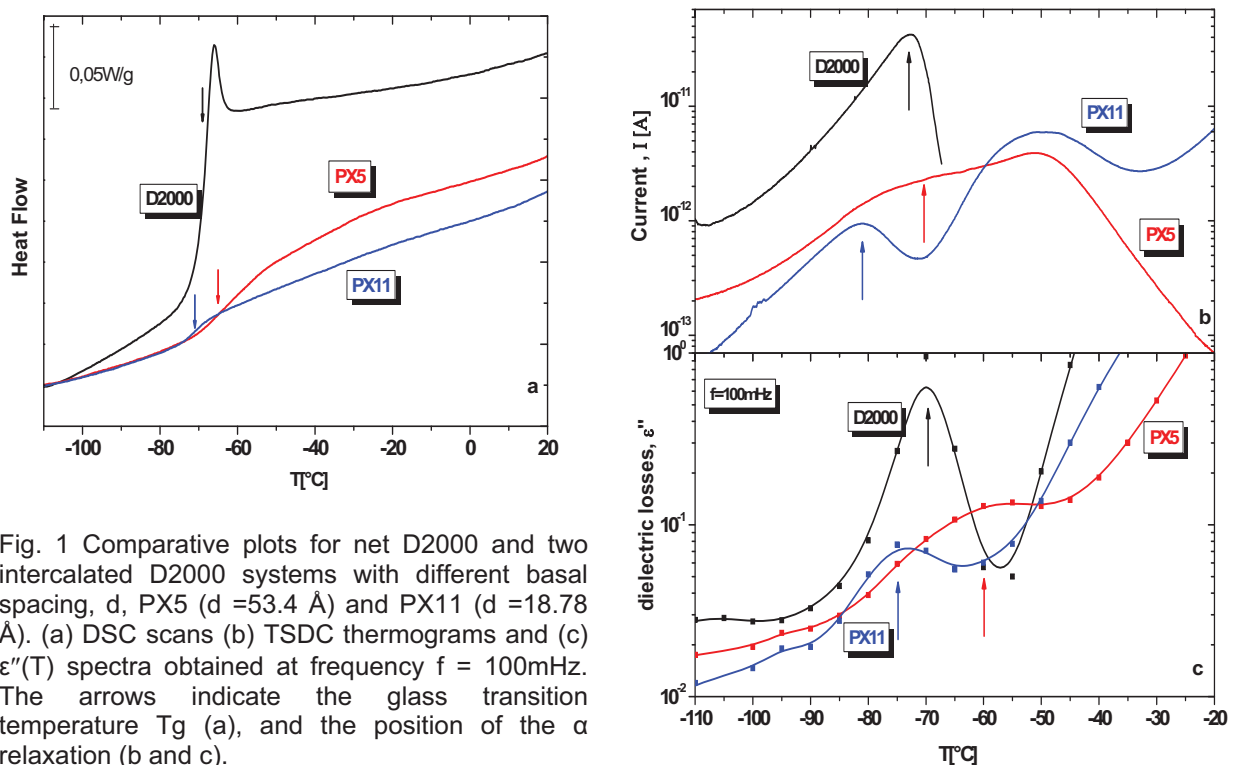 0,05W/g
D2000
PX5
PX11
Heat Flow
a
-100 -80 -60 -40 -20 0 20
T[°C]
Fig. 1 Comparative plots for net D2000 and two
intercalated D2000 systems with different basal
spacing, d, PX5 (d =53.4 Å) and PX11 (d =18.78
Å). (a) DSC scans (b) TSDC thermograms and (c)
ε″(T) spectra obtained at frequency f = 100mHz.
The arrows indicate the glass transition
temperature Tg (a), and the position of the α
relaxation (b and c).
Current , I [A]
10⁻¹¹
10⁻¹²
10⁻¹³
D2000
PX11
PX5
b
dielectric losses, ε''
10⁰
10⁻¹
10⁻²
f=100mHz
D2000
PX5
PX11
c
-110 -100 -90 -80 -70 -60 -50 -40 -30 -20
T[°C]